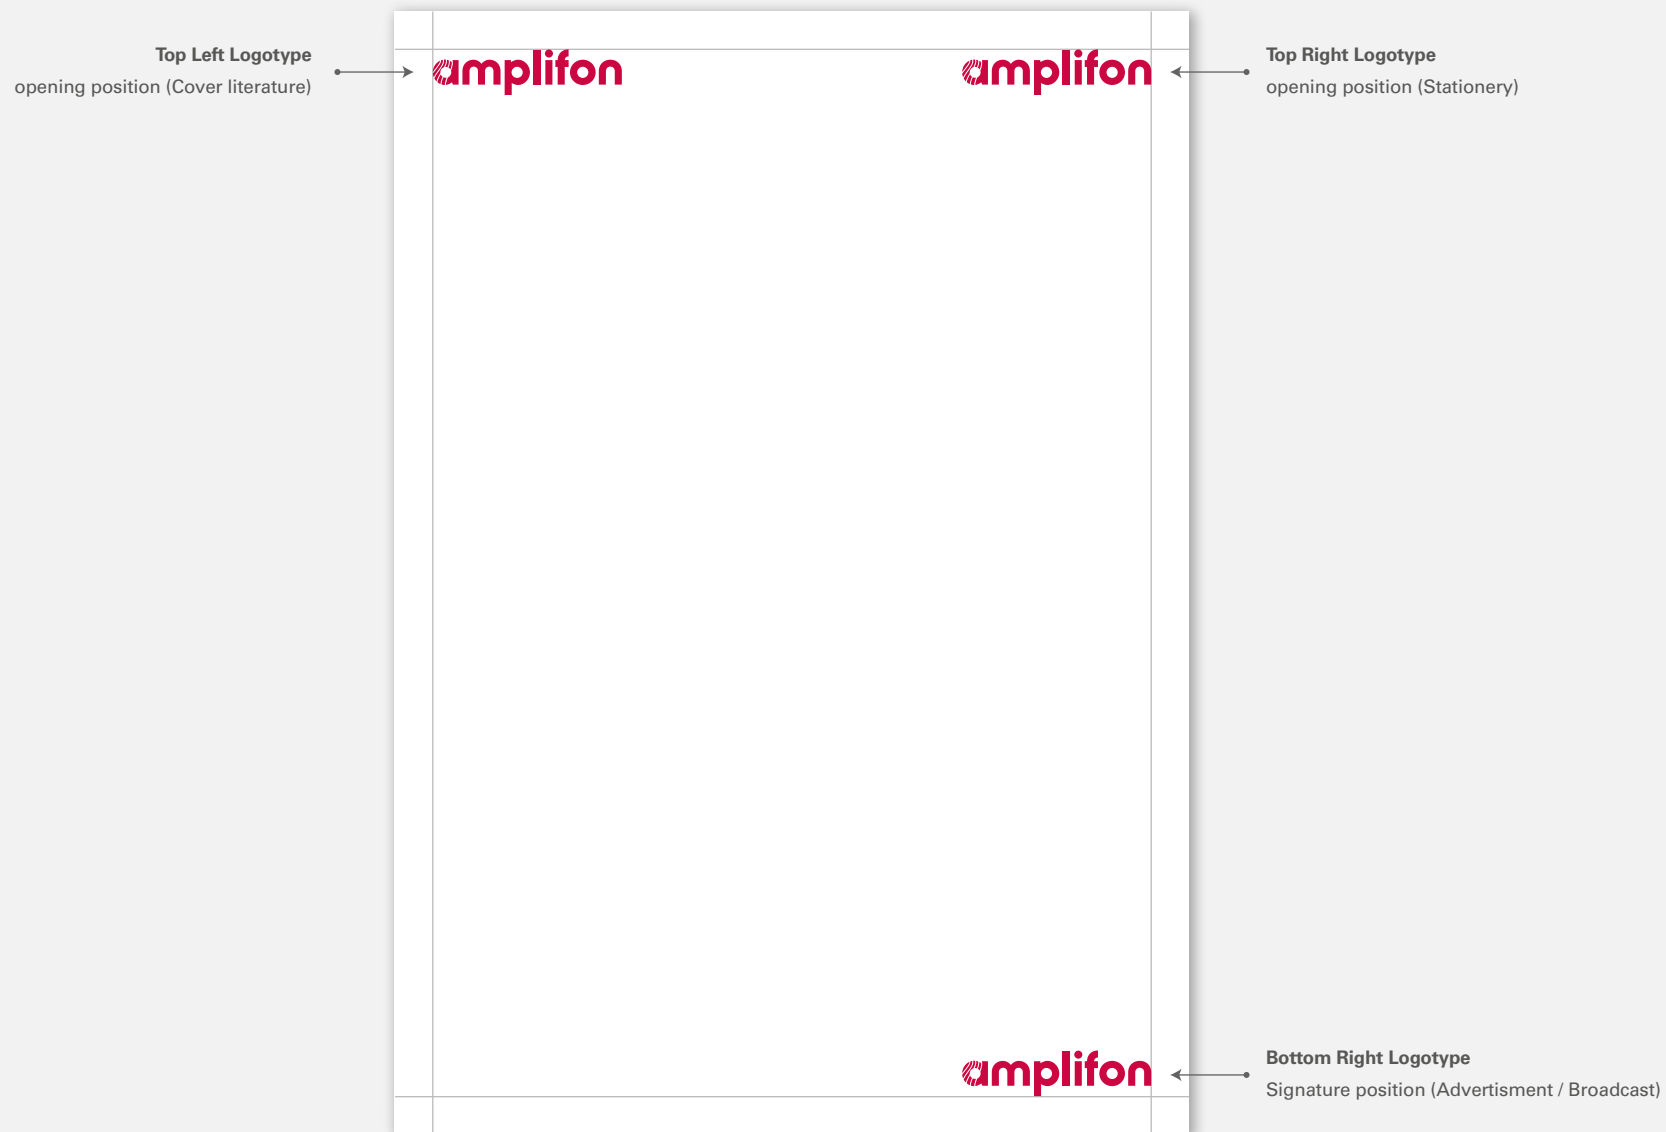 Top Left Logotype
opening position (Cover literature)
amplifon
amplifon
Top Right Logotype
opening position (Stationery)
amplifon
Bottom Right Logotype
Signature position (Advertisment / Broadcast)